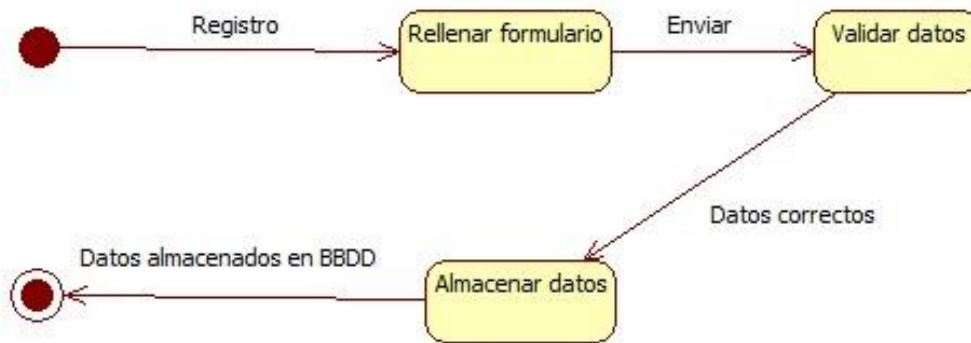 Registro
Rellenar formulario
Enviar
Validar datos
Datos correctos
Datos almacenados en BBDD
Almacenar datos